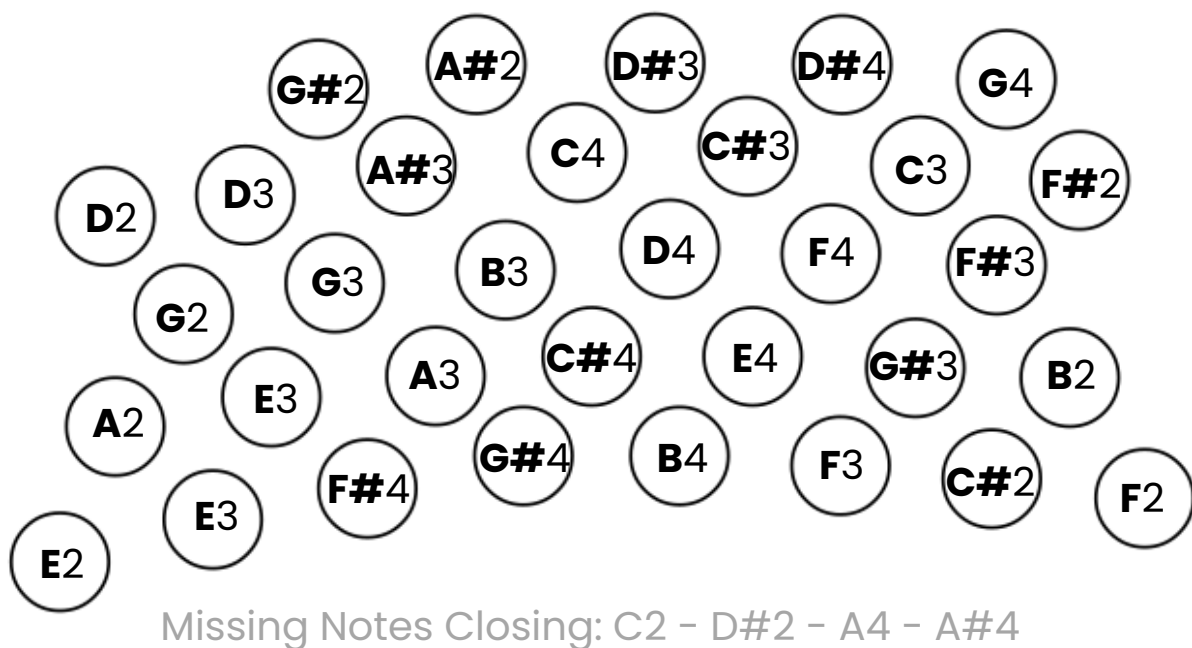 G#2 A#2 D#3 D#4 G4
A#3 C4 C#3 C3 F#2
D2 D3
G3 B3 D4 F4 F#3
G2
A3 C#4 E4 G#3 B2
A2 E3
F#4 G#4 B4 F3 C#2 F2
E2 E3
Missing Notes Closing: C2 - D#2 - A4 - A#4